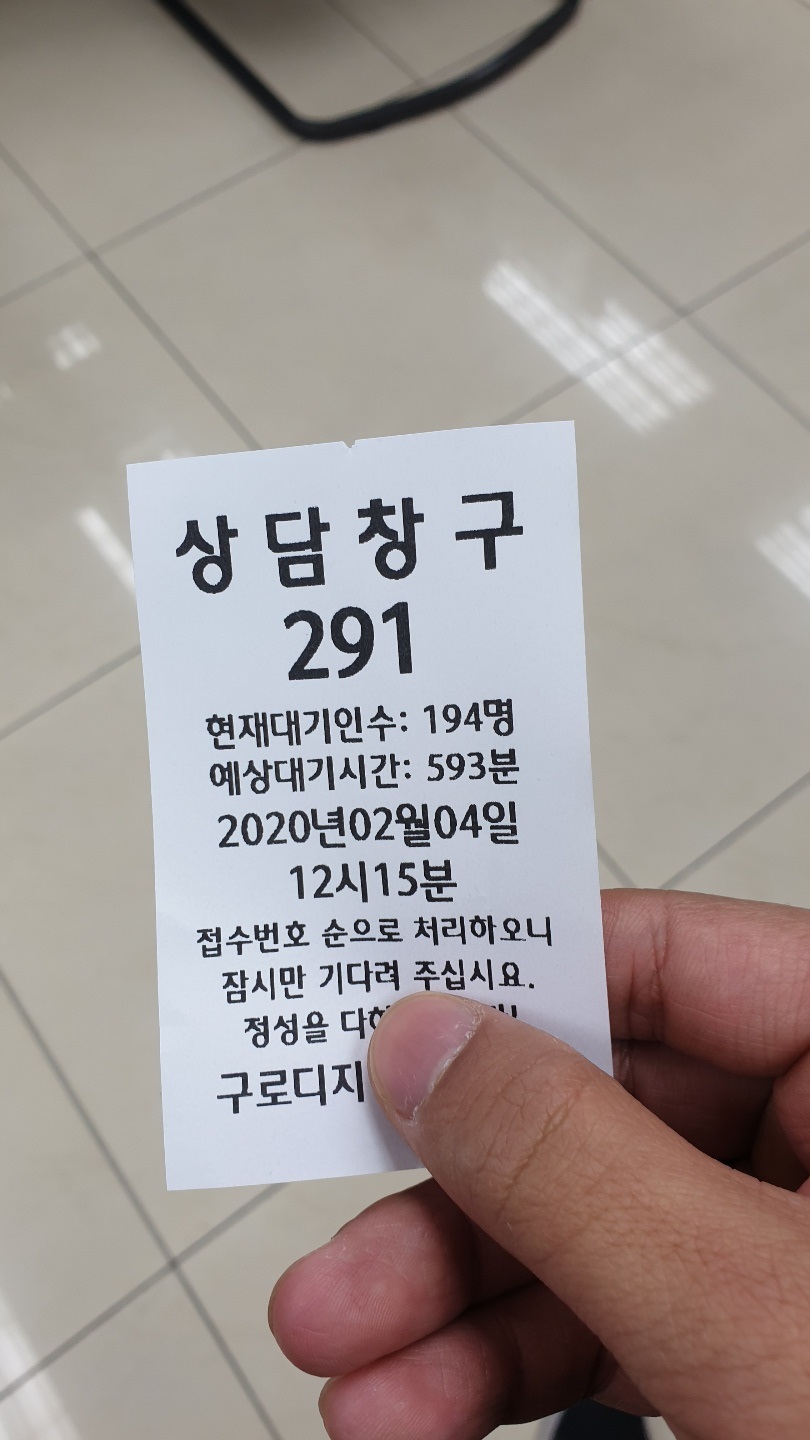 상담창구
291
현재대기인수: 194명
예상대기시간: 593분
2020년02월04일
12시15분
접수번호 순으로 처리하오니
잠시만 기다려 주십시요.
정성을
구로디지